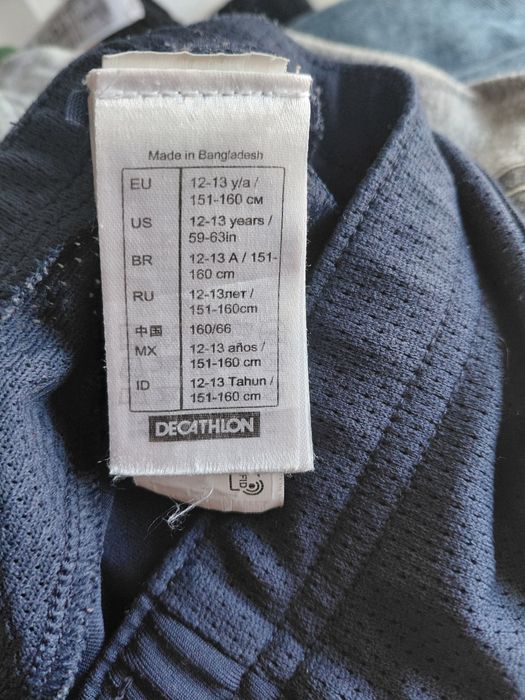 Made in Bangladesh
EU 12-13 y/a /
151-160 см
US 12-13 years /
59-63in
BR 12-13 A / 151-
160 cm
RU 12-13лет /
151-160cm
中国 160/66
MX 12-13 años /
151-160 cm
ID 12-13 Tahun /
151-160 cm
DECATHLON
FID